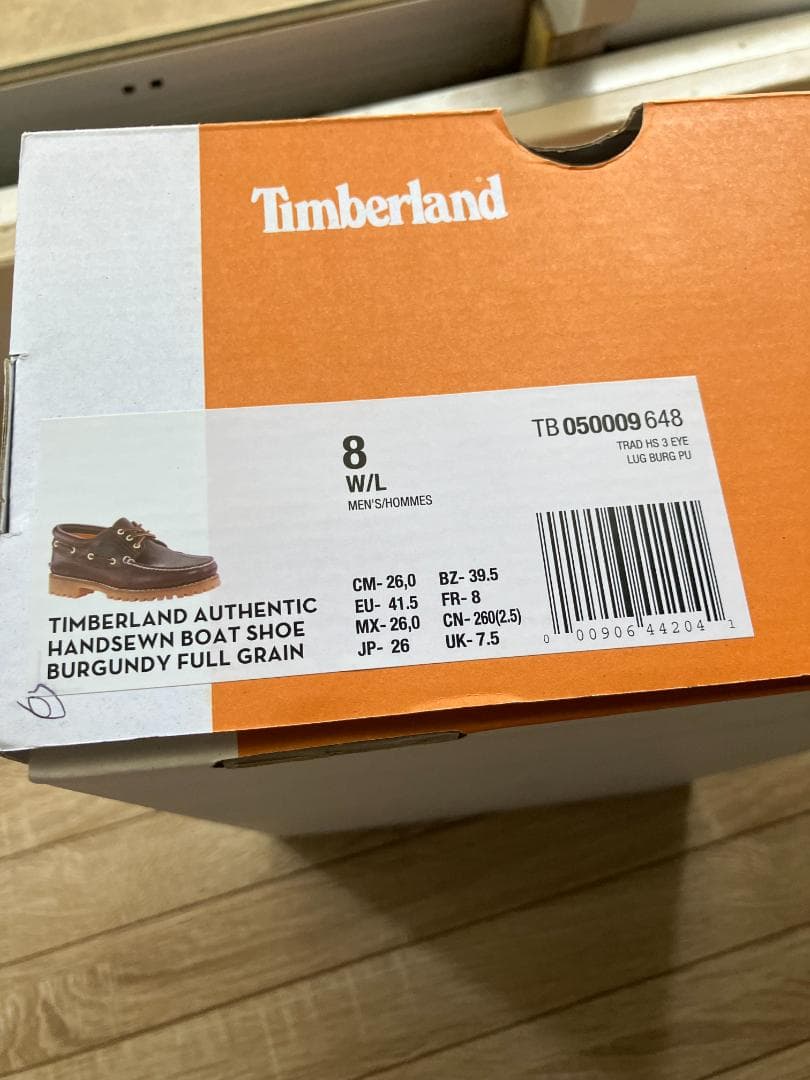 Timberland
8
W/L
MEN'S/HOMMES
TB 050009 648
TRAD HS 3 EYE
LUG BURG PU
TIMBERLAND AUTHENTIC
HANDSEWN BOAT SHOE
BURGUNDY FULL GRAIN
CM- 26,0 BZ- 39.5
EU- 41.5 FR- 8
MX- 26,0 CN- 260(2.5)
JP- 26 UK- 7.5
0 00906 44204 1